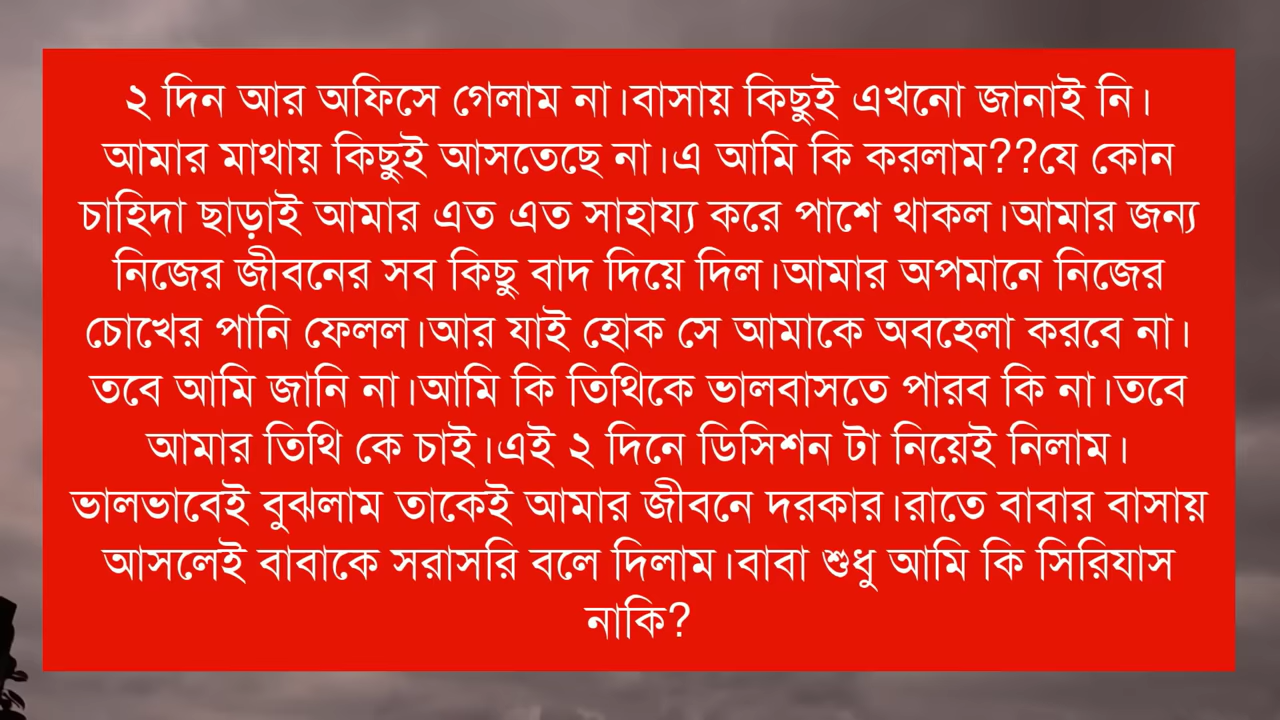 ২ দিন আর অফিসে গেলাম না।বাসায় কিছুই এখনো জানাই নি।
আমার মাথায় কিছুই আসতেছে না।এ আমি কি করলাম??যে কোন
চাহিদা ছাড়াই আমার এত এত সাহায্য করে পাশে থাকল।আমার জন্য
নিজের জীবনের সব কিছু বাদ দিয়ে দিল।আমার অপমানে নিজের
চোখের পানি ফেলল।আর যাই হোক সে আমাকে অবহেলা করবে না।
তবে আমি জানি না।আমি কি তিথিকে ভালবাসতে পারব কি না।তবে
আমার তিথি কে চাই।এই ২ দিনে ডিসিশন টা নিয়েই নিলাম।
ভালভাবেই বুঝলাম তাকেই আমার জীবনে দরকার।রাতে বাবার বাসায়
আসলেই বাবাকে সরাসরি বলে দিলাম।বাবা শুধু আমি কি সিরিযাস
নাকি?